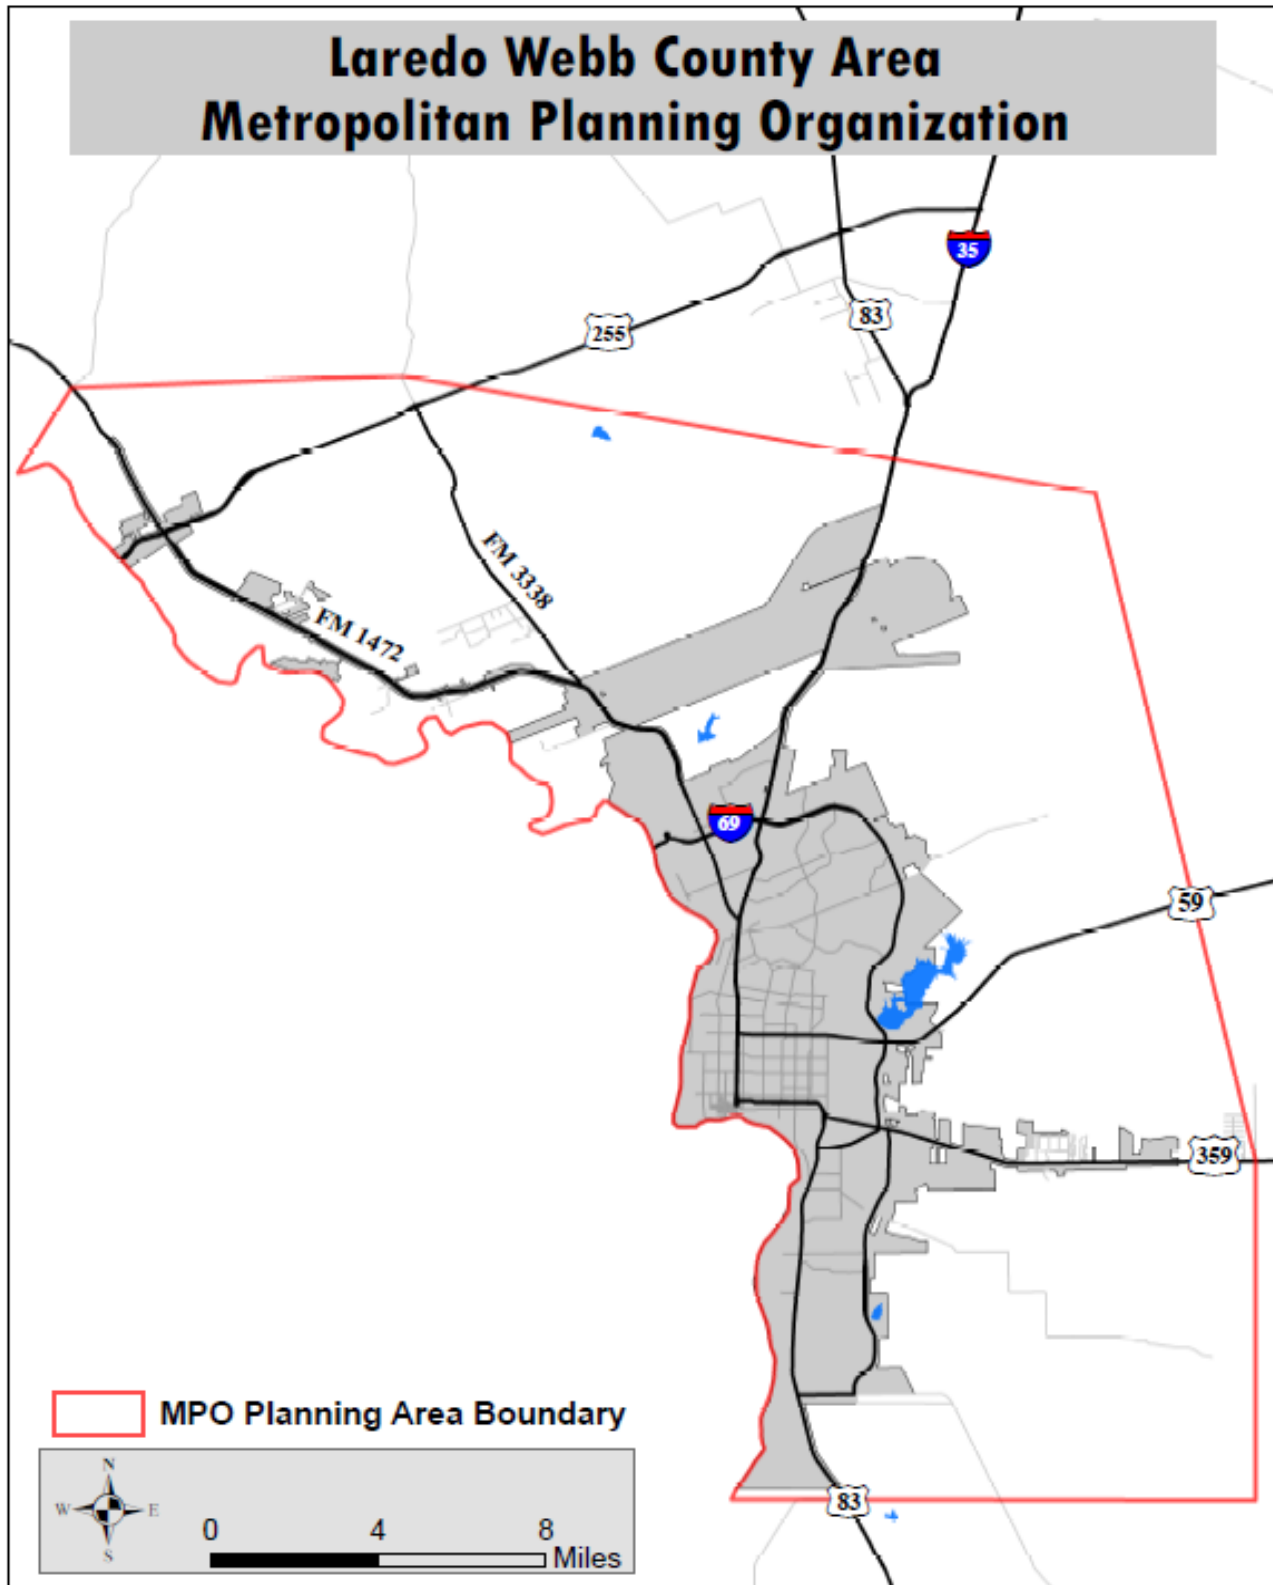 Laredo Webb County Area
Metropolitan Planning Organization
35
83
255
FM 3338
FM 1472
69
59
359
MPO Planning Area Boundary
N
W E
S
0 4 8
Miles
83